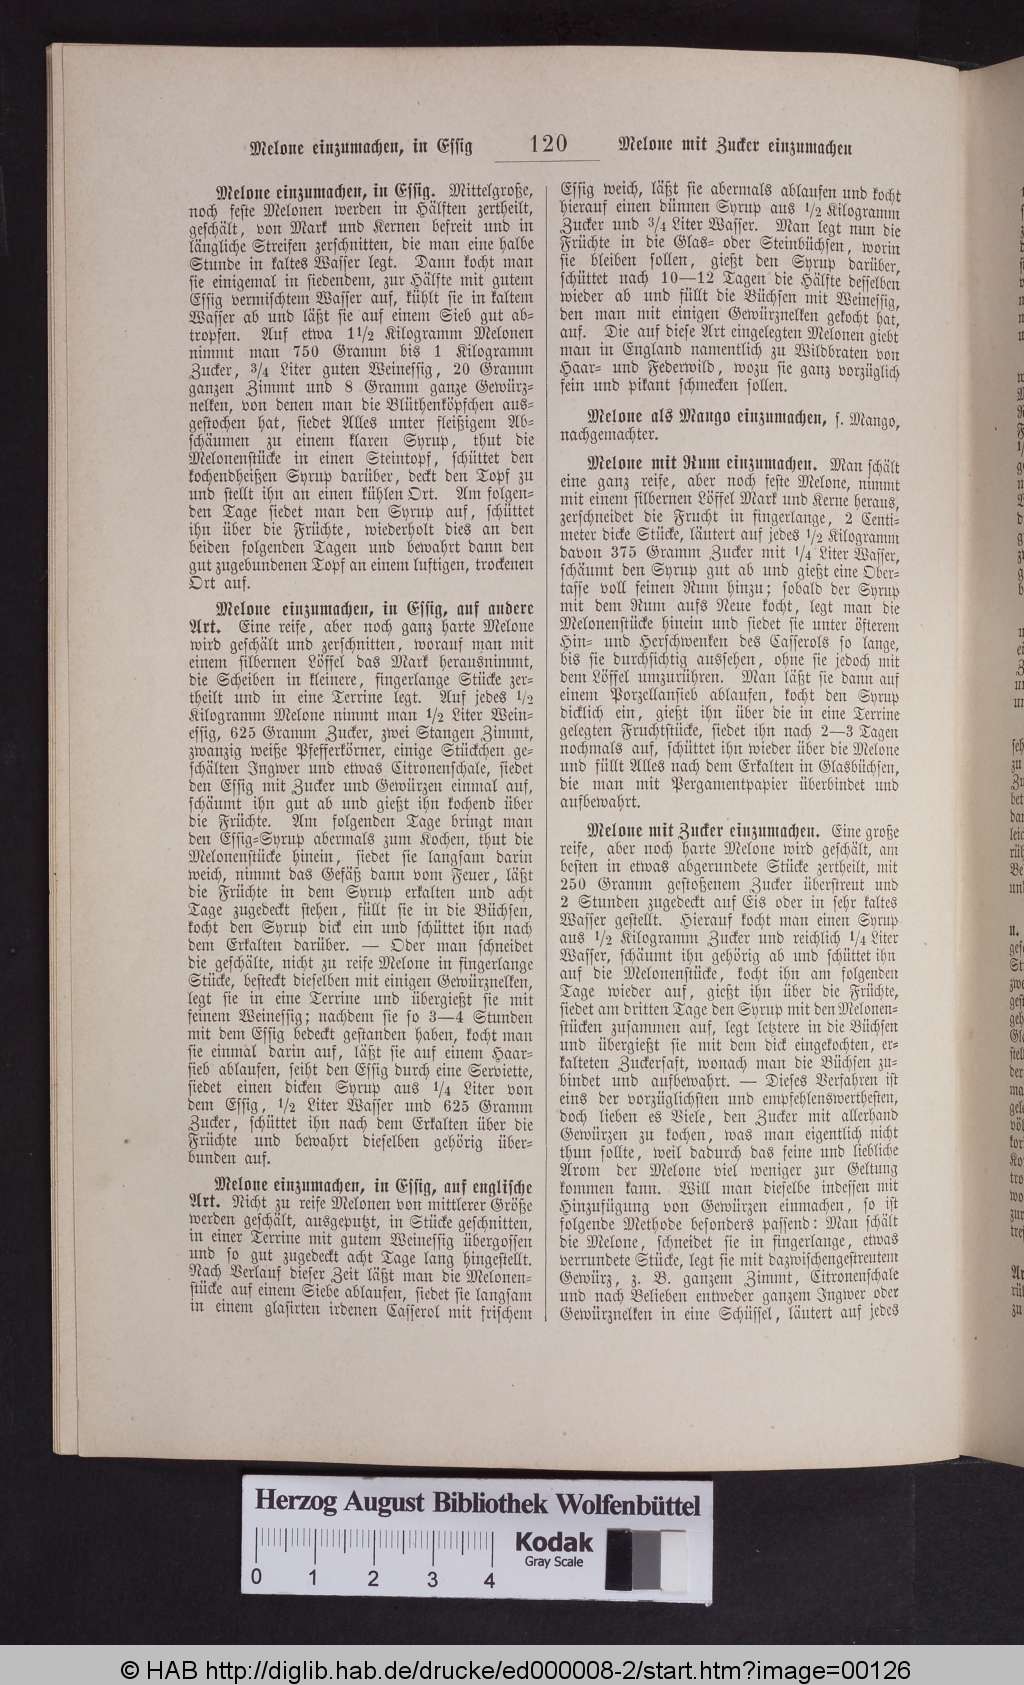 Melone einzumachen, in Essig 120 Melone mit Zucker einzumachen
Melone einzumachen, in Essig. Mittelgroße,
noch feste Melonen werden in Hälften zertheilt,
geschält, von Mark und Kernen befreit und in
längliche Streifen zerschnitten, die man eine halbe
Stunde in kaltes Wasser legt. Dann kocht man
sie einigemal in siedendem, zur Hälfte mit gutem
Essig vermischtem Wasser auf, kühlt sie in kaltem
Wasser ab und läßt sie auf einem Sieb gut ab-
tropfen. Auf etwa 1 1/2 Kilogramm Melonen
nimmt man 750 Gramm bis 1 Kilogramm
Zucker, 3/4 Liter guten Weinessig, 20 Gramm
ganzen Zimmt und 8 Gramm ganze Gewürz-
nelken, von denen man die Blüthenköpfchen aus-
gestochen hat, siedet Alles unter fleißigem Ab-
schäumen zu einem klaren Syrup, thut die
Melonenstücke in einen Steintopf, schüttet den
kochendheißen Syrup darüber, deckt den Topf zu
und stellt ihn an einen kühlen Ort. Am folgen-
den Tage siedet man den Syrup auf, schüttet
ihn über die Früchte, wiederholt dies an den
beiden folgenden Tagen und bewahrt dann den
gut zugebundenen Topf an einem luftigen, trockenen
Ort auf.
Melone einzumachen, in Essig, auf andere
Art. Eine reife, aber noch ganz harte Melone
wird geschält und zerschnitten, worauf man mit
einem silbernen Löffel das Mark herausnimmt,
die Scheiben in kleinere, fingerlange Stücke zer-
theilt und in eine Terrine legt. Auf jedes 1/2
Kilogramm Melone nimmt man 1/2 Liter Wein-
essig, 625 Gramm Zucker, zwei Stangen Zimmt,
zwanzig weiße Pfefferkörner, einige Stückchen ge-
schälten Ingwer und etwas Citronenschale, siedet
den Essig mit Zucker und Gewürzen einmal auf,
schäumt ihn gut ab und gießt ihn kochend über
die Früchte. Am folgenden Tage bringt man
den Essig-Syrup abermals zum Kochen, thut die
Melonenstücke hinein, siedet sie langsam darin
weich, nimmt das Gefäß dann vom Feuer, läßt
die Früchte in dem Syrup erkalten und acht
Tage zugedeckt stehen, füllt sie in die Büchsen,
kocht den Syrup dick ein und schüttet ihn nach
dem Erkalten darüber. — Oder man schneidet
die geschälte, nicht zu reife Melone in fingerlange
Stücke, besteckt dieselben mit einigen Gewürznelken,
legt sie in eine Terrine und übergießt sie mit
feinem Weinessig; nachdem sie so 3—4 Stunden
mit dem Essig bedeckt gestanden haben, kocht man
sie einmal darin auf, läßt sie auf einem Haar-
sieb ablaufen, seiht den Essig durch eine Serviette,
siedet einen dicken Syrup aus 1/4 Liter von
dem Essig, 1/2 Liter Wasser und 625 Gramm
Zucker, schüttet ihn nach dem Erkalten über die
Früchte und bewahrt dieselben gehörig über-
bunden auf.
Melone einzumachen, in Essig, auf englische
Art. Nicht zu reife Melonen von mittlerer Größe
werden geschält, ausgeputzt, in Stücke geschnitten,
in einer Terrine mit gutem Weinessig übergossen
und so gut zugedeckt acht Tage lang hingestellt.
Nach Verlauf dieser Zeit läßt man die Melonen-
stücke auf einem Siebe ablaufen, siedet sie langsam
in einem glasirten irdenen Casserol mit frischem
Essig weich, läßt sie abermals ablaufen und kocht
hierauf einen dünnen Syrup aus 1/2 Kilogramm
Zucker und 3/4 Liter Wasser. Man legt nun die
Früchte in die Glas- oder Steinbüchsen, worin
sie bleiben sollen, gießt den Syrup darüber,
schüttet nach 10—12 Tagen die Hälfte desselben
wieder ab und füllt die Büchsen mit Weinessig,
den man mit einigen Gewürznelken gekocht hat,
auf. Die auf diese Art eingelegten Melonen giebt
man in England namentlich zu Wildbraten von
Haar- und Federwild, wozu sie ganz vorzüglich
fein und pikant schmecken sollen.
Melone als Mango einzumachen, s. Mango,
nachgemachter.
Melone mit Rum einzumachen. Man schält
eine ganz reife, aber noch feste Melone, nimmt
mit einem silbernen Löffel Mark und Kerne heraus,
zerschneidet die Frucht in fingerlange, 2 Centi-
meter dicke Stücke, läutert auf jedes 1/2 Kilogramm
davon 375 Gramm Zucker mit 1/4 Liter Wasser,
schäumt den Syrup gut ab und gießt eine Ober-
tasse voll feinen Rum hinzu; sobald der Syrup
mit dem Rum aufs Neue kocht, legt man die
Melonenstücke hinein und siedet sie unter öfterem
Hin- und Herschwenken des Casserols so lange,
bis sie durchsichtig aussehen, ohne sie jedoch mit
dem Löffel umzurühren. Man läßt sie dann auf
einem Porzellansieb ablaufen, kocht den Syrup
dicklich ein, gießt ihn über die in eine Terrine
gelegten Fruchtstücke, siedet ihn nach 2—3 Tagen
nochmals auf, schüttet ihn wieder über die Melone
und füllt Alles nach dem Erkalten in Glasbüchsen,
die man mit Pergamentpapier überbindet und
aufbewahrt.
Melone mit Zucker einzumachen. Eine große
reife, aber noch harte Melone wird geschält, am
besten in etwas abgerundete Stücke zertheilt, mit
250 Gramm gestoßenem Zucker überstreut und
2 Stunden zugedeckt auf Eis oder in sehr kaltes
Wasser gestellt. Hierauf kocht man einen Syrup
aus 1/2 Kilogramm Zucker und reichlich 1/4 Liter
Wasser, schäumt ihn gehörig ab und schüttet ihn
auf die Melonenstücke, kocht ihn am folgenden
Tage wieder auf, gießt ihn über die Früchte,
siedet am dritten Tage den Syrup mit den Melonen-
stücken zusammen auf, legt letztere in die Büchsen
und übergießt sie mit dem dick eingekochten, er-
kalteten Zuckersaft, wonach man die Büchsen zu-
bindet und aufbewahrt. — Dieses Verfahren ist
eins der vorzüglichsten und empfehlenswerthesten,
doch lieben es Viele, den Zucker mit allerhand
Gewürzen zu kochen, was man eigentlich nicht
thun sollte, weil dadurch das feine und liebliche
Arom der Melone viel weniger zur Geltung
kommen kann. Will man dieselbe indessen mit
Hinzufügung von Gewürzen einmachen, so ist
folgende Methode besonders passend: Man schält
die Melone, schneidet sie in fingerlange, etwas
verrundete Stücke, legt sie mit dazwischengestreutem
Gewürz, z. B. ganzem Zimmt, Citronenschale
und nach Belieben entweder ganzem Ingwer oder
Gewürznelken in eine Schüssel, läutert auf jedes
Herzog August Bibliothek Wolfenbüttel
0 1 2 3 4
Kodak
Gray Scale
© HAB http://diglib.hab.de/drucke/ed000008-2/start.htm?image=00126